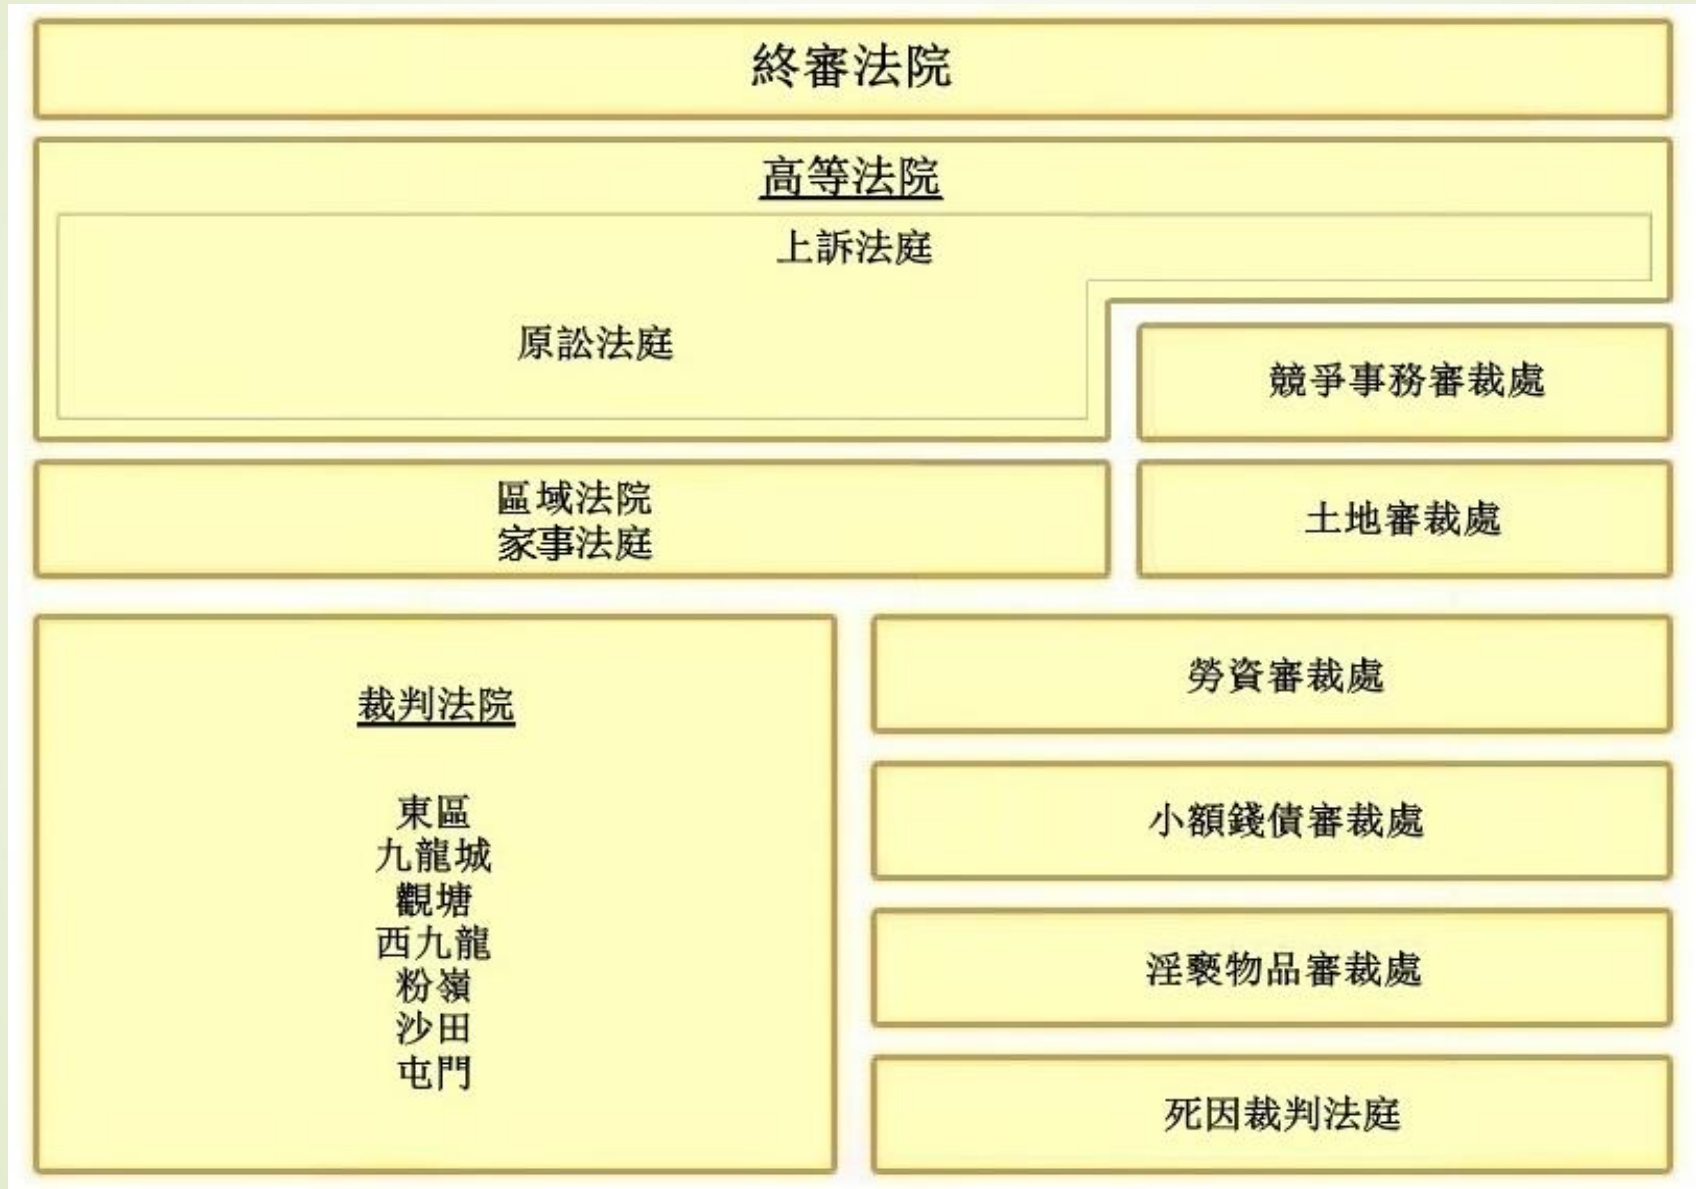 終審法院
高等法院
上訴法庭
原訟法庭
競爭事務審裁處
區域法院
家事法庭
土地審裁處
裁判法院
東區
九龍城
觀塘
西九龍
粉嶺
沙田
屯門
勞資審裁處
小額錢債審裁處
淫褻物品審裁處
死因裁判法庭